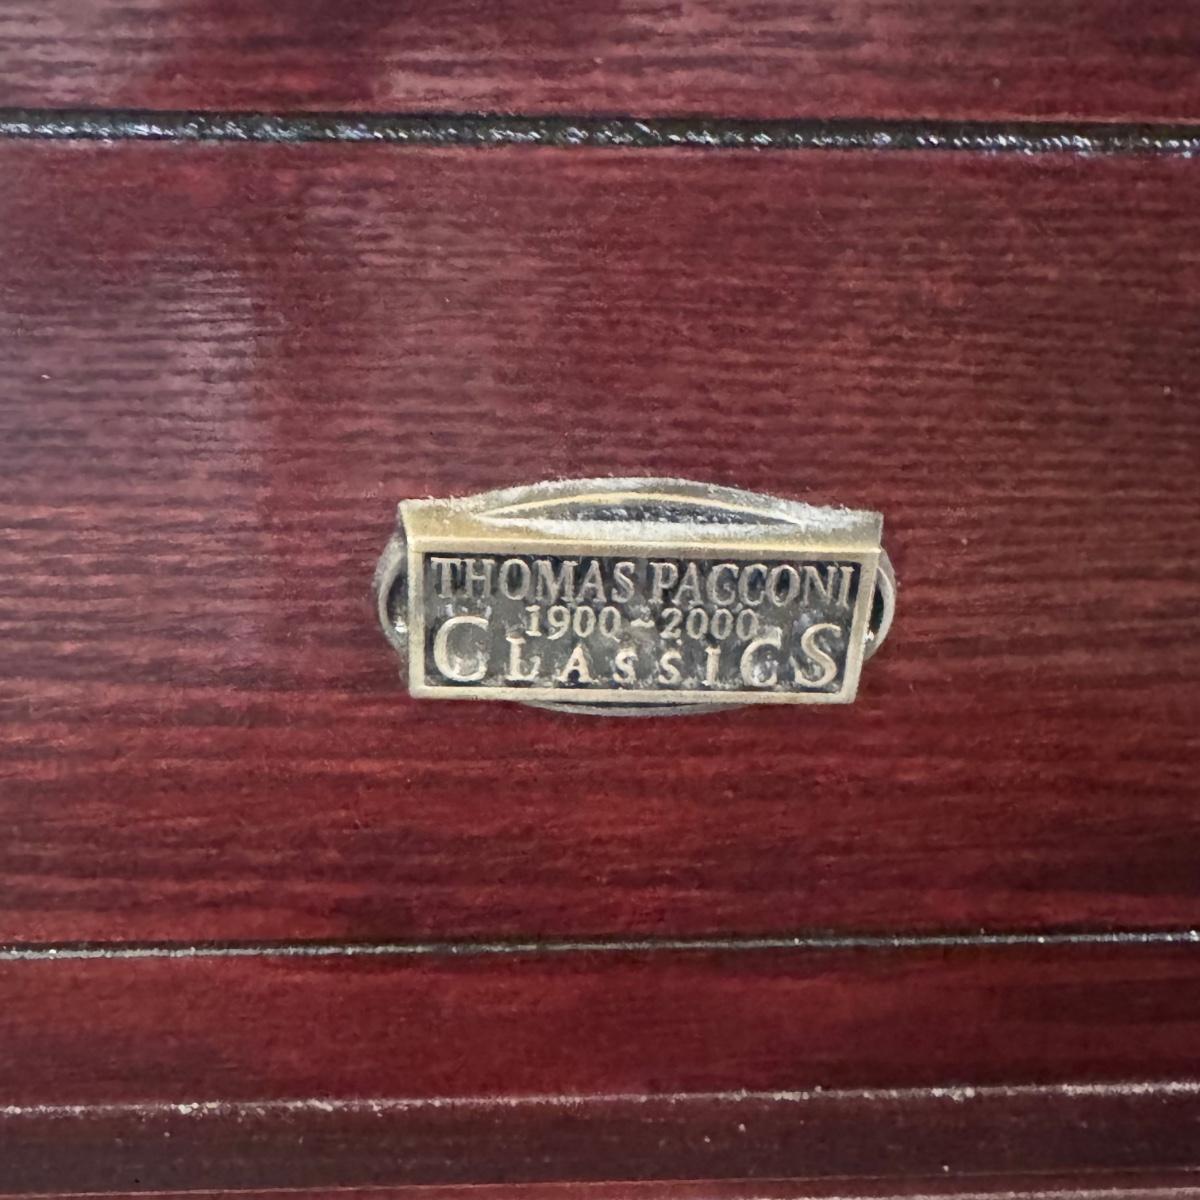 THOMAS PACCONI
1900~2000
CLASSICS